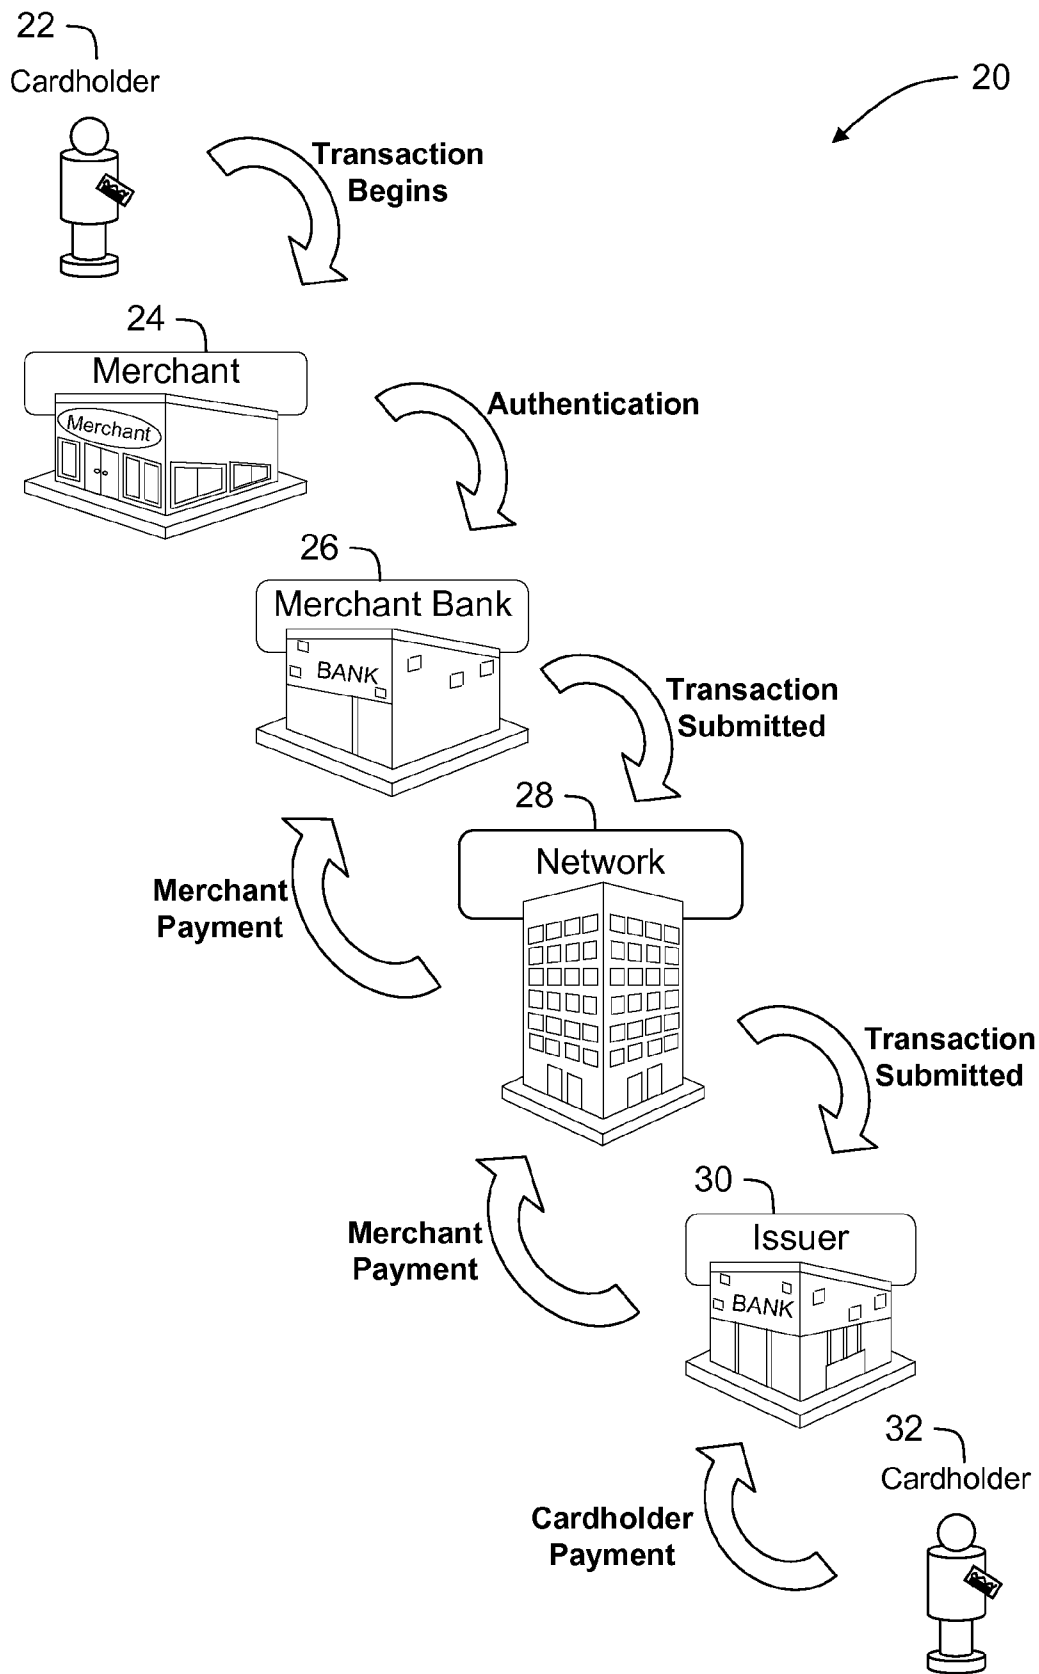 22
Cardholder
20
Transaction
Begins
24
Merchant
Merchant
Authentication
26
Merchant Bank
BANK
Transaction
Submitted
28
Network
Merchant
Payment
Transaction
Submitted
30
Issuer
BANK
Merchant
Payment
32
Cardholder
Cardholder
Payment